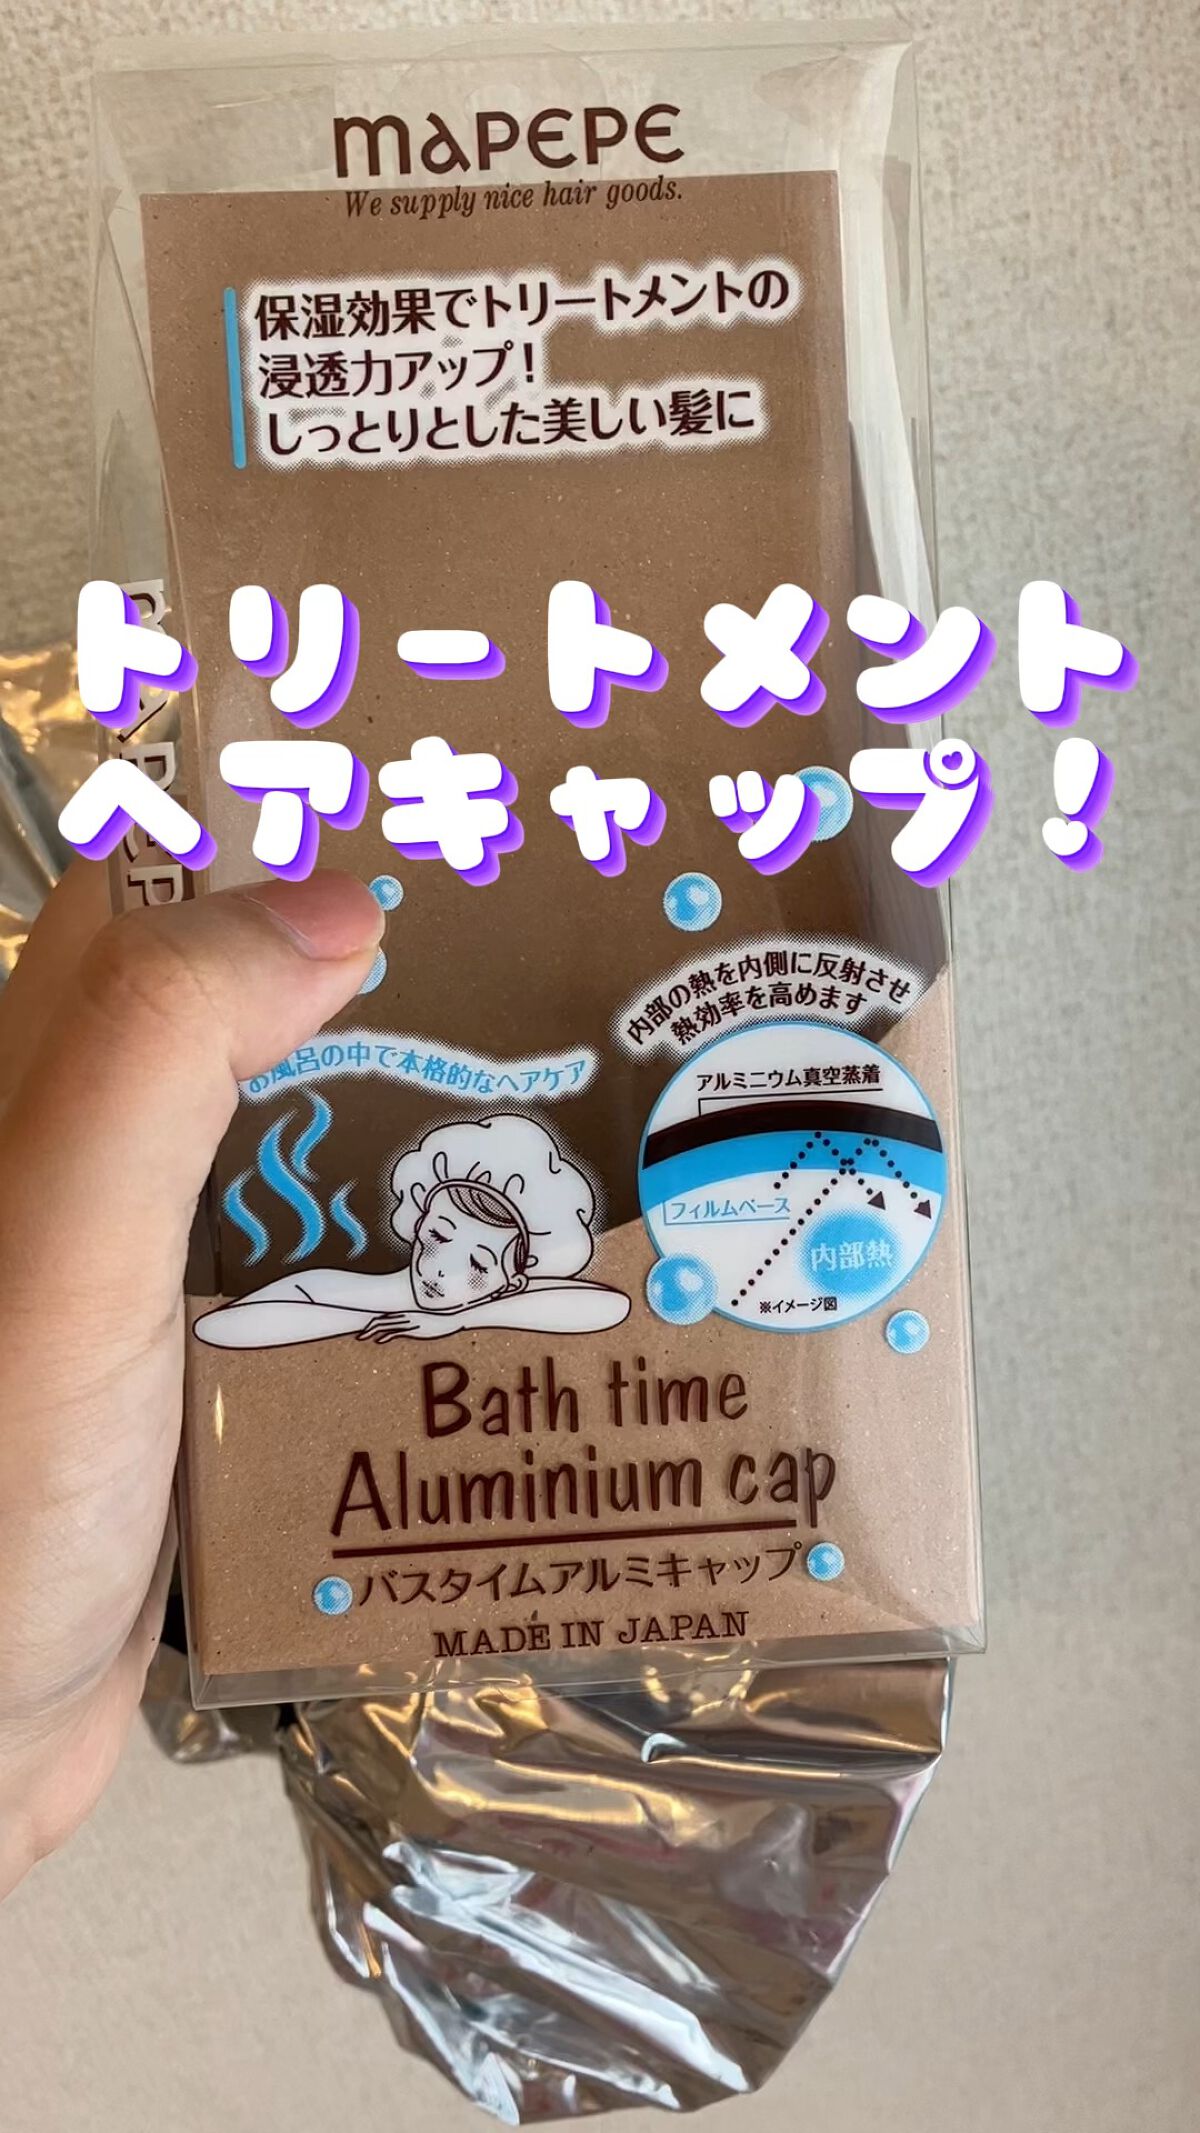 mAPEPE
We supply nice hair goods.
保湿効果でトリートメントの
浸透力アップ！
しっとりとした美しい髪に
トリートメント
ヘアキャップ！
内部の熱を内側に反射させ
熱効率を高めます
お風呂の中で本格的なヘアケア
アルミニウム真空蒸着
フィルムベース
内部熱
※イメージ図
Bath time
Aluminium cap
バスタイムアルミキャップ
MADE IN JAPAN